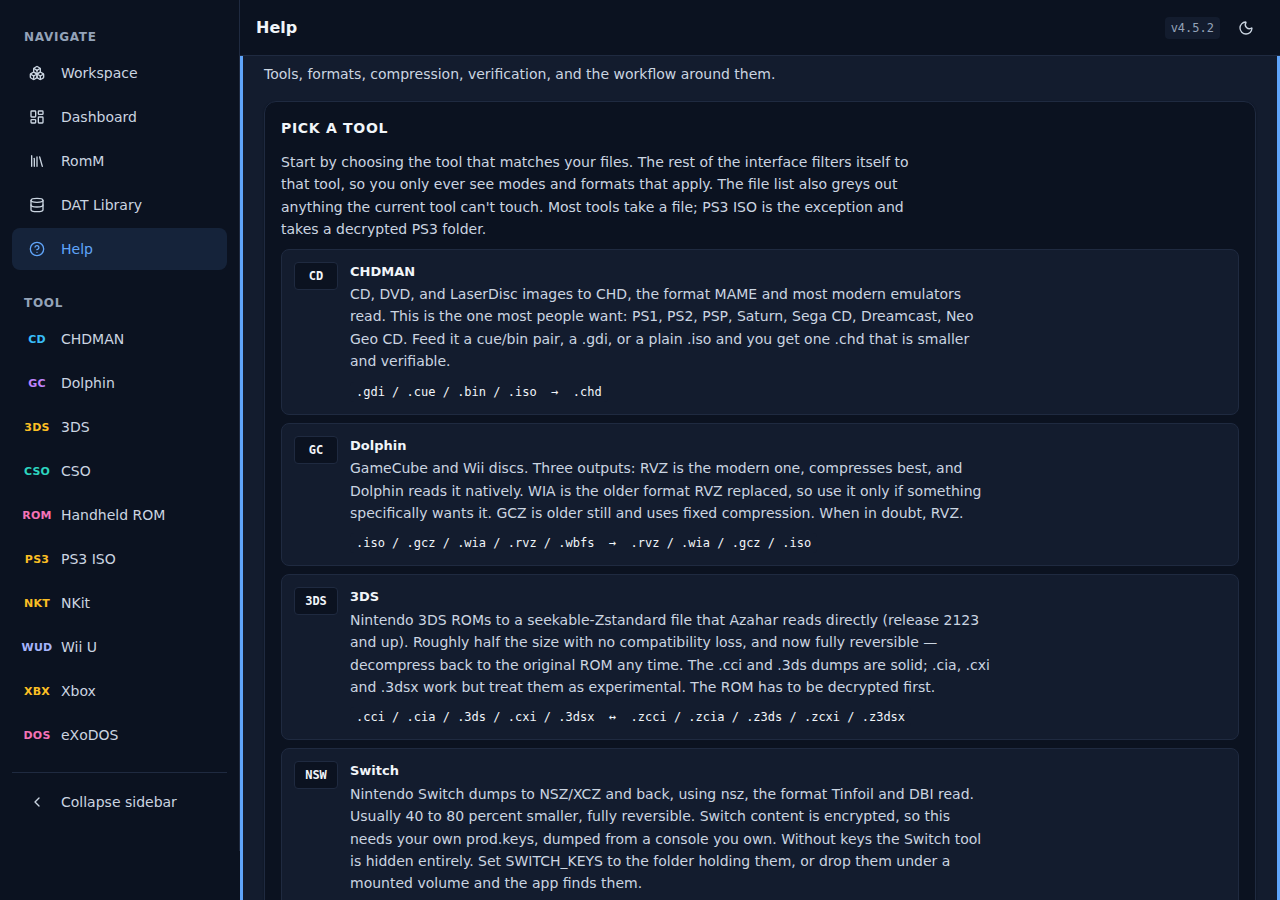 NAVIGATE
Workspace
Dashboard
RomM
DAT Library
Help
TOOL
CD CHDMAN
GC Dolphin
3DS 3DS
CSO CSO
ROM Handheld ROM
PS3 PS3 ISO
NKT NKit
WUD Wii U
XBX Xbox
DOS eXoDOS
Collapse sidebar
Help
v4.5.2
Tools, formats, compression, verification, and the workflow around them.
PICK A TOOL
Start by choosing the tool that matches your files. The rest of the interface filters itself to
that tool, so you only ever see modes and formats that apply. The file list also greys out
anything the current tool can't touch. Most tools take a file; PS3 ISO is the exception and
takes a decrypted PS3 folder.
CD CHDMAN
CD, DVD, and LaserDisc images to CHD, the format MAME and most modern emulators
read. This is the one most people want: PS1, PS2, PSP, Saturn, Sega CD, Dreamcast, Neo
Geo CD. Feed it a cue/bin pair, a .gdi, or a plain .iso and you get one .chd that is smaller
and verifiable.
.gdi / .cue / .bin / .iso → .chd
GC Dolphin
GameCube and Wii discs. Three outputs: RVZ is the modern one, compresses best, and
Dolphin reads it natively. WIA is the older format RVZ replaced, so use it only if something
specifically wants it. GCZ is older still and uses fixed compression. When in doubt, RVZ.
.iso / .gcz / .wia / .rvz / .wbfs → .rvz / .wia / .gcz / .iso
3DS 3DS
Nintendo 3DS ROMs to a seekable-Zstandard file that Azahar reads directly (release 2123
and up). Roughly half the size with no compatibility loss, and now fully reversible —
decompress back to the original ROM any time. The .cci and .3ds dumps are solid; .cia, .cxi
and .3dsx work but treat them as experimental. The ROM has to be decrypted first.
.cci / .cia / .3ds / .cxi / .3dsx ↔ .zcci / .zcia / .z3ds / .zcxi / .z3dsx
NSW Switch
Nintendo Switch dumps to NSZ/XCZ and back, using nsz, the format Tinfoil and DBI read.
Usually 40 to 80 percent smaller, fully reversible. Switch content is encrypted, so this
needs your own prod.keys, dumped from a console you own. Without keys the Switch tool
is hidden entirely. Set SWITCH_KEYS to the folder holding them, or drop them under a
mounted volume and the app finds them.